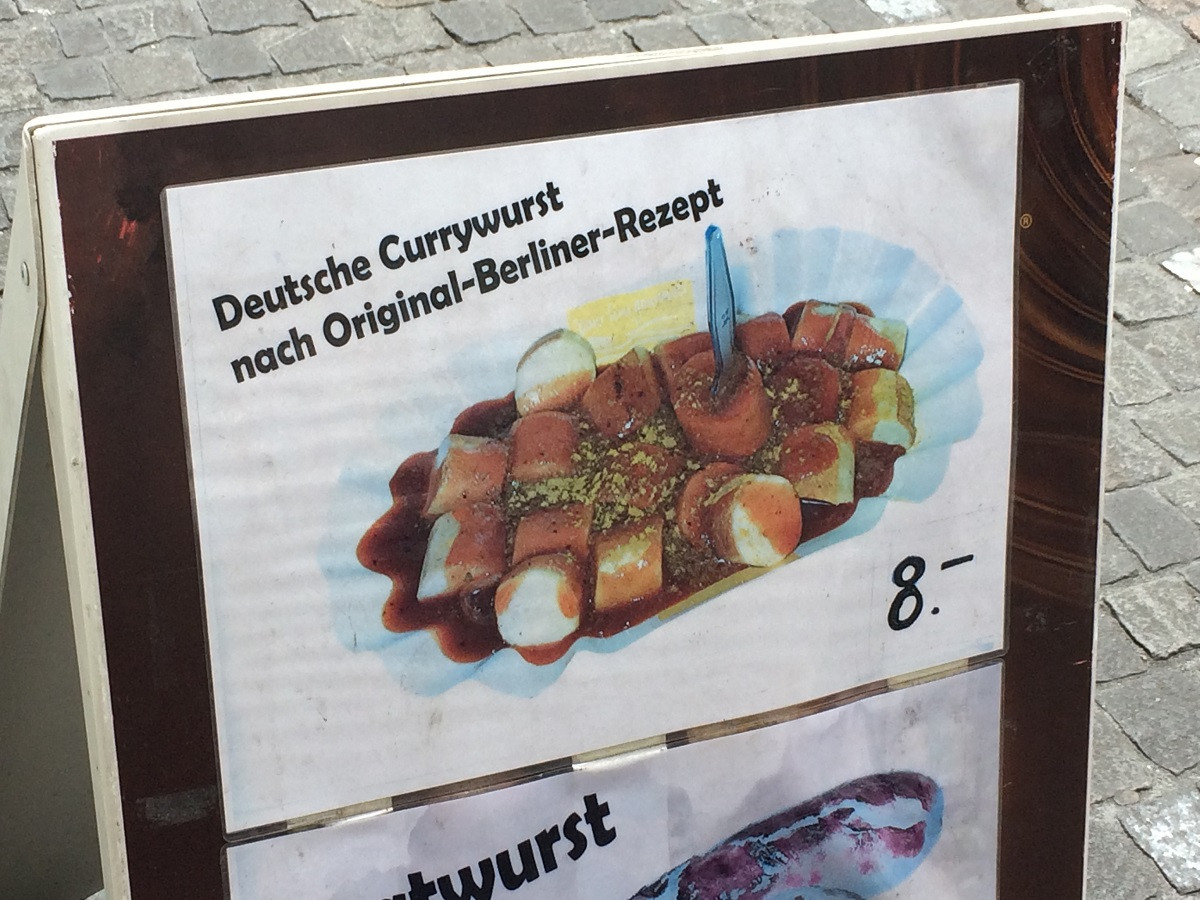 Deutsche Currywurst
nach Original-Berliner-Rezept
8.-
®